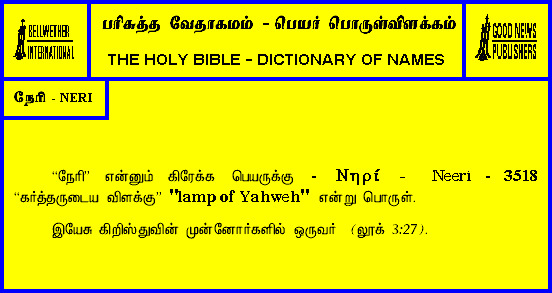 BELLWETHER
INTERNATIONAL
பரிசுத்த வேதாகமம் - பெயர் பொருள்விளக்கம்
THE HOLY BIBLE - DICTIONARY OF NAMES
GOOD NEWS
PUBLISHERS
நேரி - NERI
“நேரி” என்னும் கிரேக்க பெயருக்கு - Νηρί - Neeri - 3518
“கர்த்தருடைய விளக்கு” "lamp of Yahweh" என்று பொருள்.
இயேசு கிறிஸ்துவின் முன்னோர்களில் ஒருவர் (லூக் 3:27).